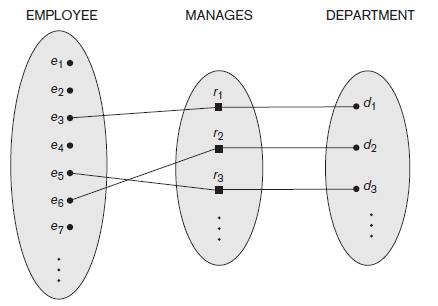 EMPLOYEE
MANAGES
DEPARTMENT
e1
e2
e3
e4
e5
e6
e7
r1
r2
r3
d1
d2
d3